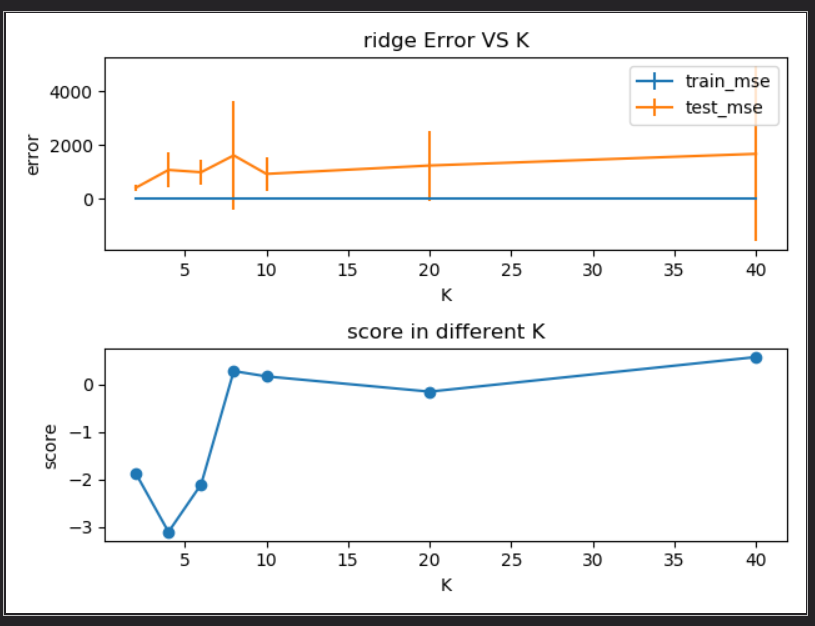 ridge Error VS K
train_mse
test_mse
4000
2000
0
error
5 10 15 20 25 30 35 40
K
score in different K
0
−1
−2
−3
score
5 10 15 20 25 30 35 40
K